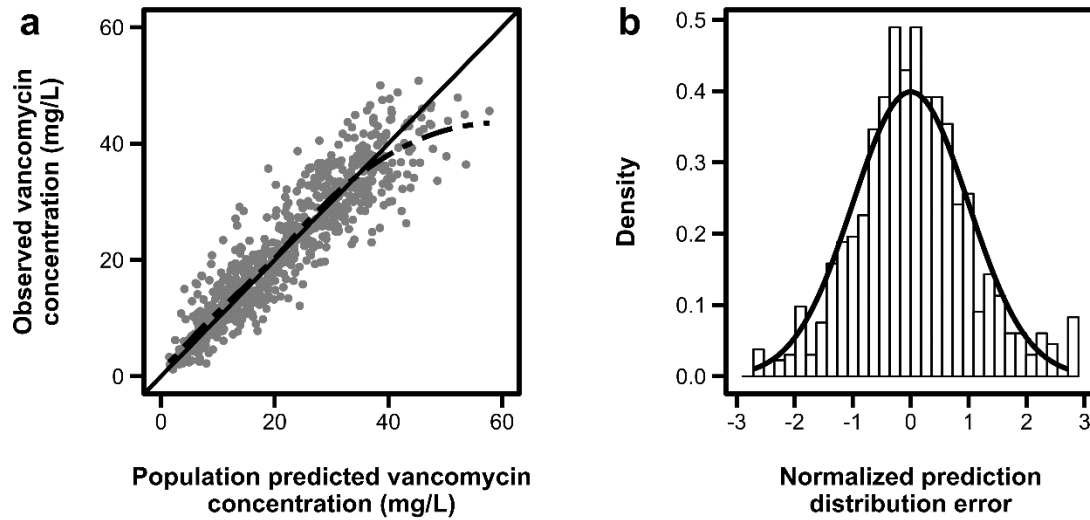 a
Observed vancomycin
concentration (mg/L)
60
40
20
0
0 20 40 60
Population predicted vancomycin
concentration (mg/L)
b
Density
0.5
0.4
0.3
0.2
0.1
0.0
-3 -2 -1 0 1 2 3
Normalized prediction
distribution error